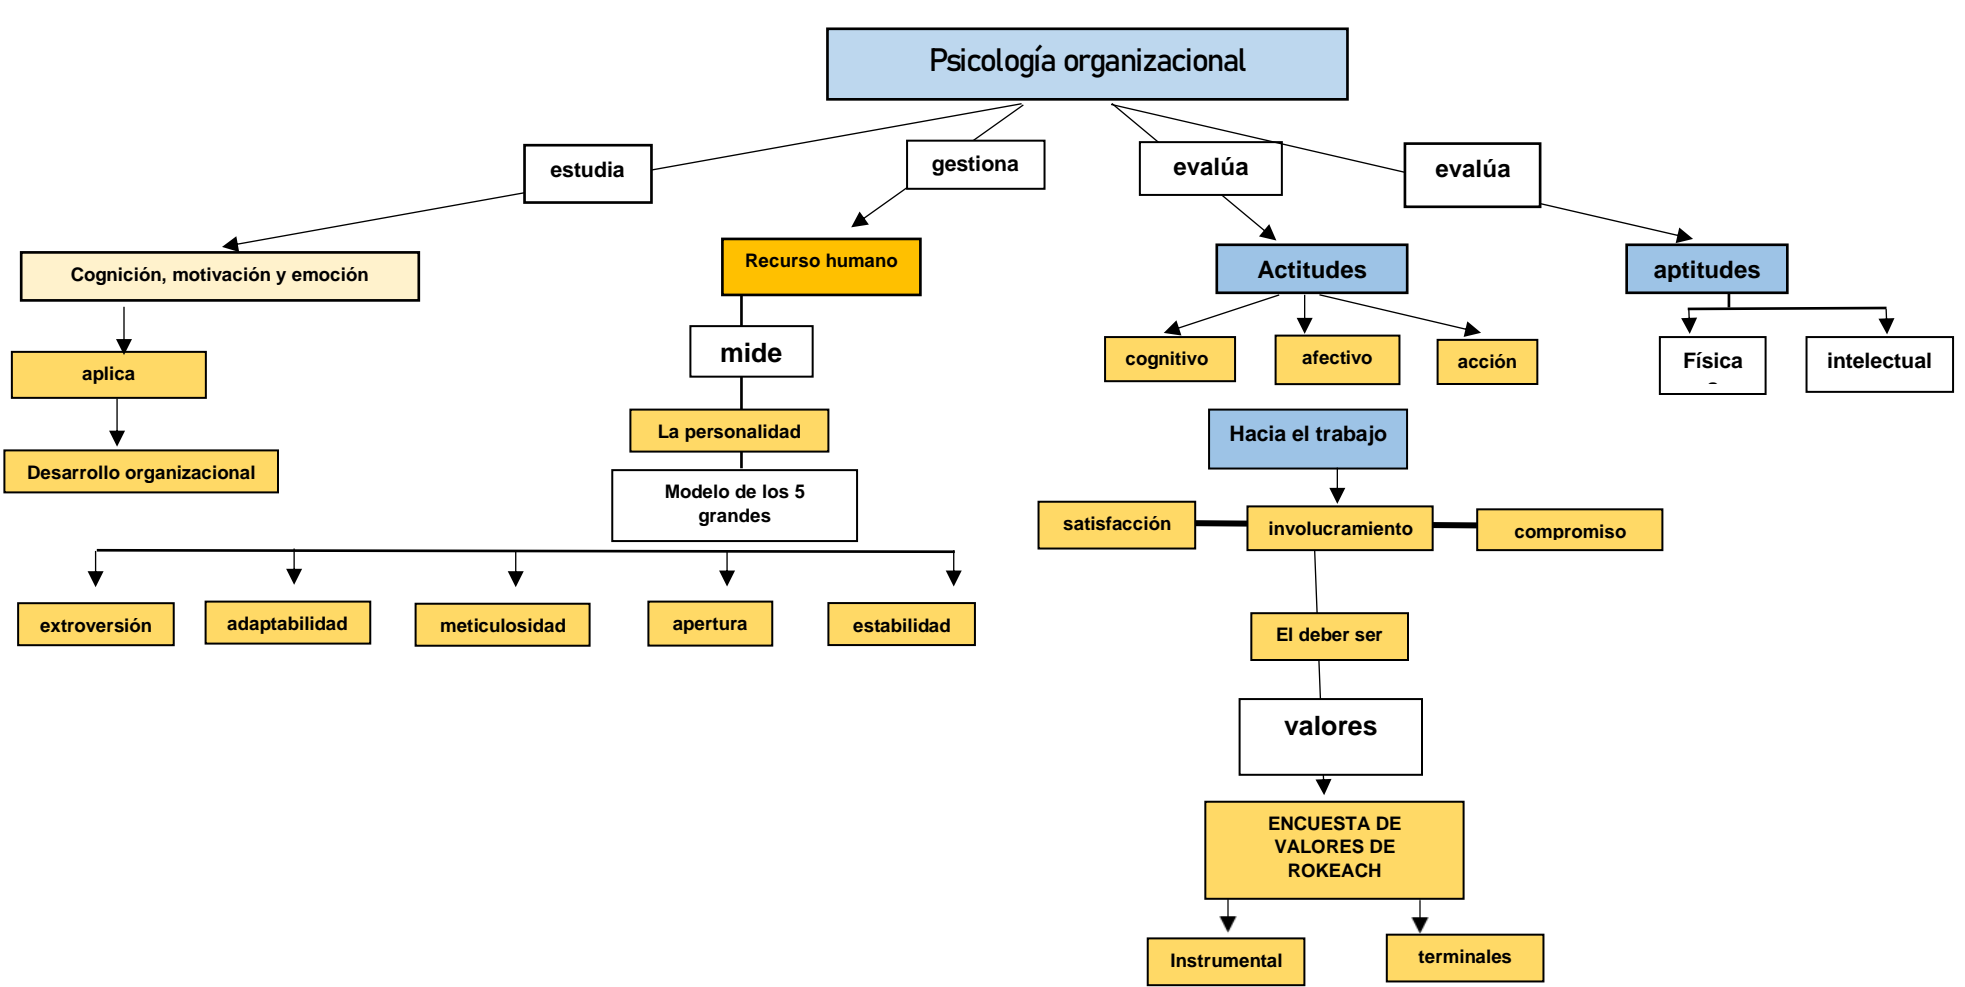 Psicología organizacional
estudia
gestiona
evalúa
evalúa
Cognición, motivación y emoción
Recurso humano
Actitudes
aptitudes
aplica
mide
cognitivo
afectivo
acción
Física
intelectual
Desarrollo organizacional
La personalidad
Hacia el trabajo
Modelo de los 5
grandes
satisfacción
involucramiento
compromiso
extroversión
adaptabilidad
meticulosidad
apertura
estabilidad
El deber ser
valores
ENCUESTA DE
VALORES DE
ROKEACH
Instrumental
terminales